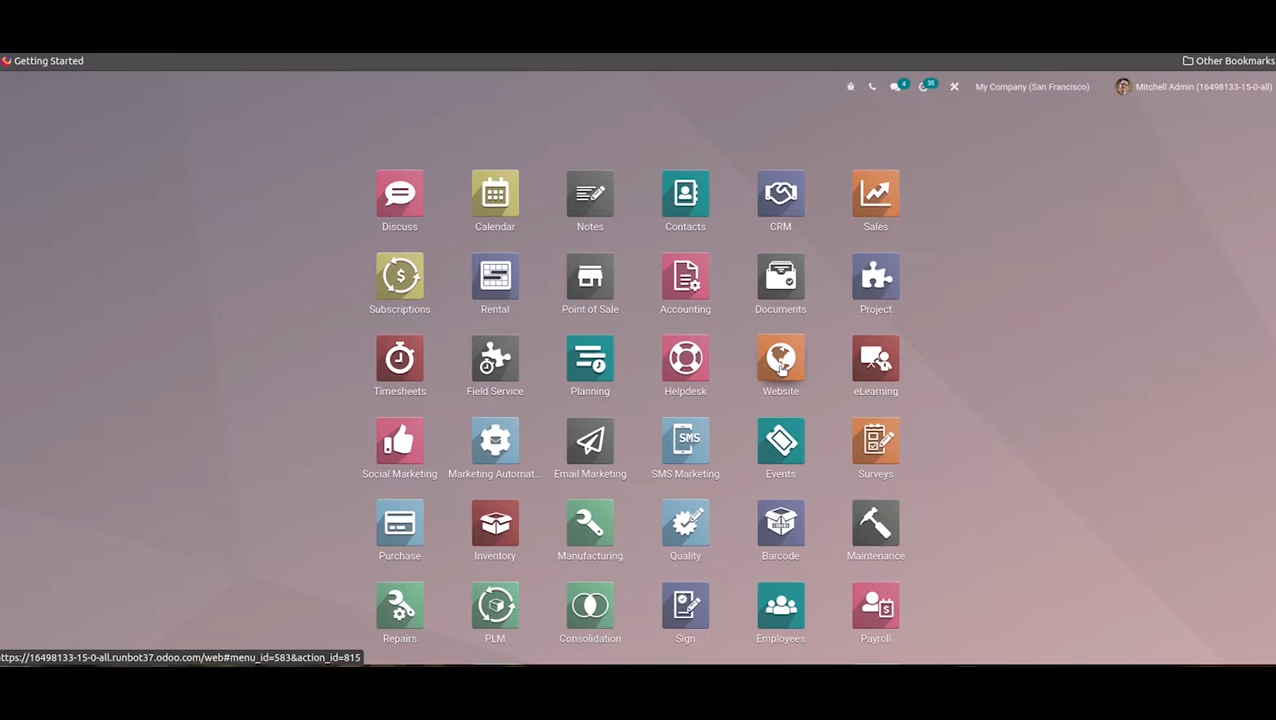 Getting Started Other Bookmarks
4 35 My Company (San Francisco) Mitchell Admin (16498133-15-0-all)
Discuss Calendar Notes Contacts CRM Sales
Subscriptions Rental Point of Sale Accounting Documents Project
Timesheets Field Service Planning Helpdesk Website eLearning
SMS
Social Marketing Marketing Automat... Email Marketing SMS Marketing Events Surveys
Purchase Inventory Manufacturing Quality Barcode Maintenance
Repairs PLM Consolidation Sign Employees Payroll
https://16498133-15-0-all.runbot37.odoo.com/web#menu_id=583&action_id=815